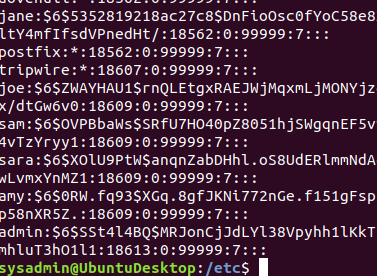 jane:$6$5352819218ac27c8$DnFioOsc0fYoC58e8
ltY4mfIfsdVPnedHt/:18562:0:99999:7:::
postfix:*:18562:0:99999:7:::
tripwire:*:18607:0:99999:7:::
joe:$6$ZWAYHAU1$rnQLEtgxRAEJWjMqxmLjMONYjz
x/dtGw6v0:18609:0:99999:7:::
sam:$6$OVPBbaWs$SRfU7HO40pZ8051hjSWgqnEF5v
4vTzYryy1:18609:0:99999:7:::
sara:$6$XOlU9PtW$anqnZabDHhl.oS8UdERlmmNdA
wLvmxYnMZ1:18609:0:99999:7:::
amy:$6$0RW.fq93$XGq.8gfJKNi772nGe.f151gFsp
p58nXR5Z.:18609:0:99999:7:::
admin:$6$SSt4l4BQ$MRJonCjJdLYl38Vpyhh1lKkT
mhluT3hO1l1:18613:0:99999:7:::
sysadmin@UbuntuDesktop:/etc$